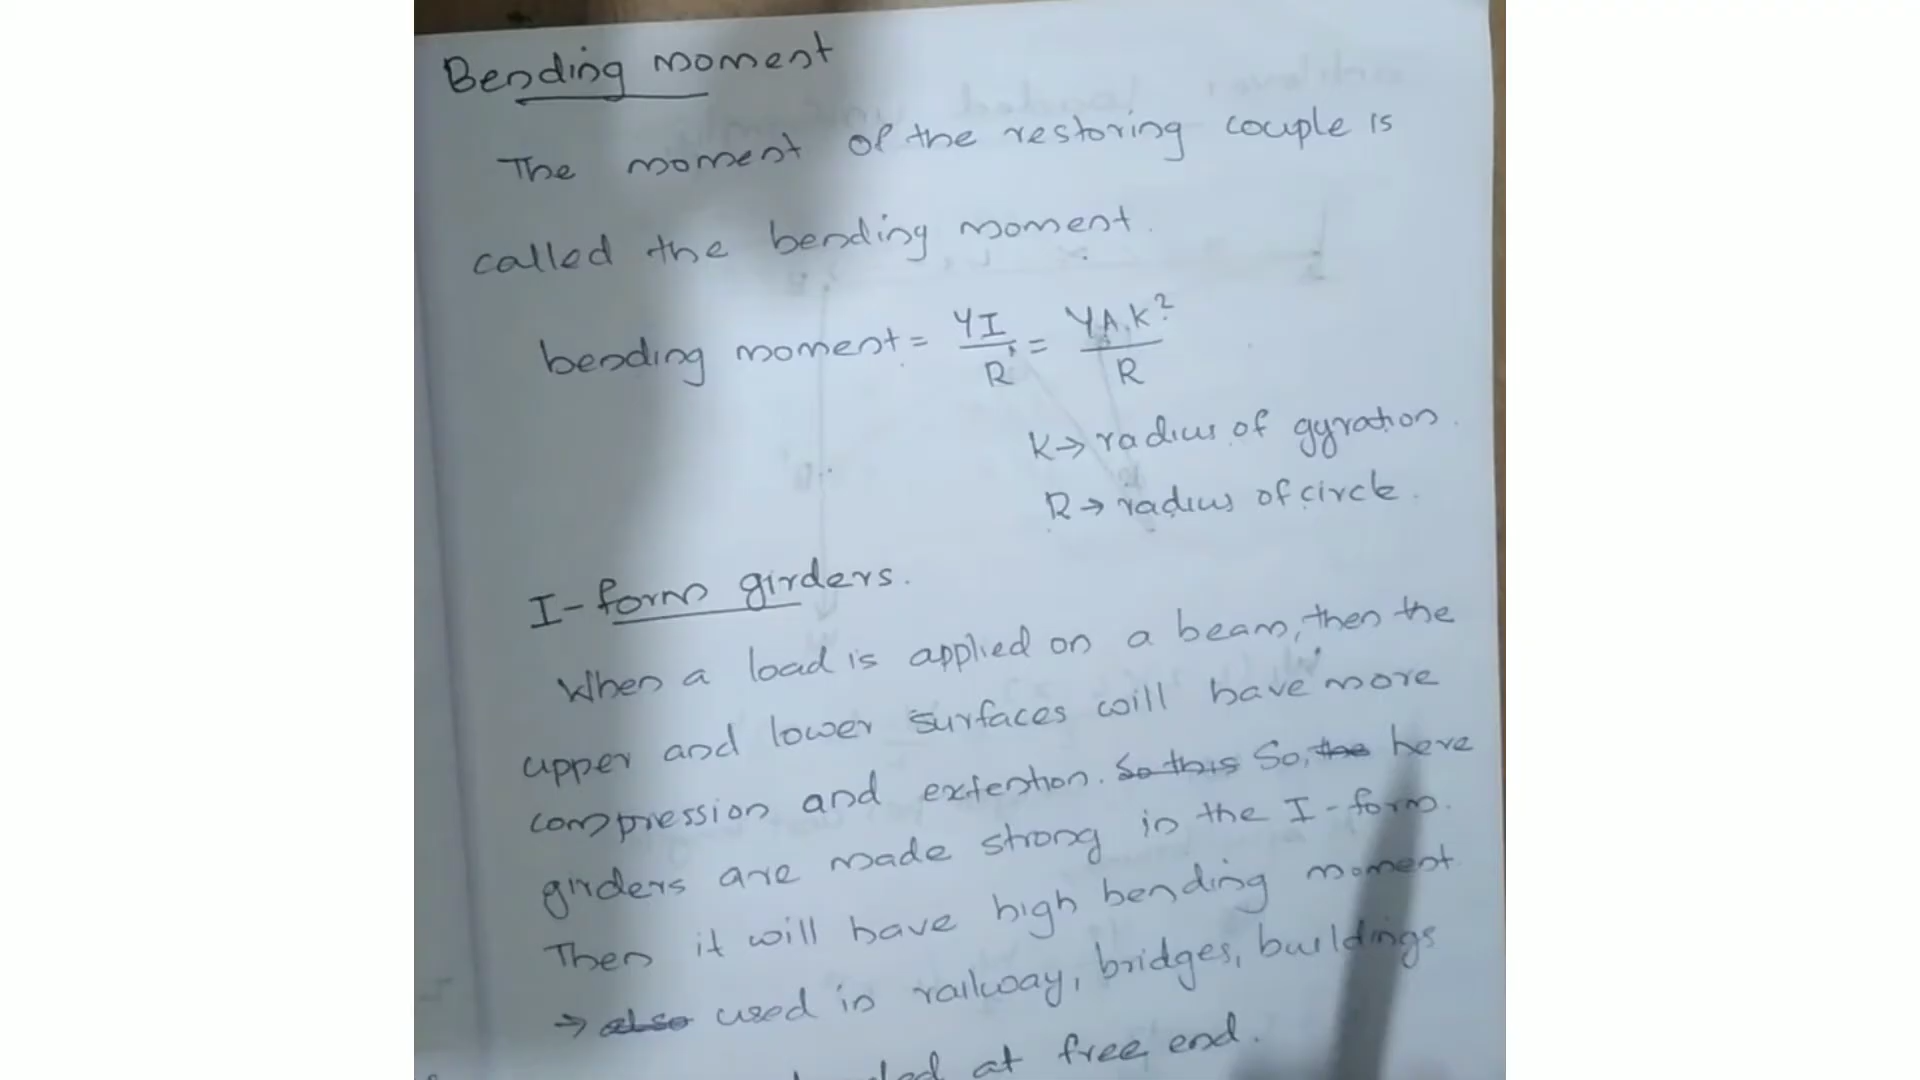 Bending moment
The moment of the restoring couple is
called the bending moment.
bending moment = YI/R = YA.K²/R
K → radius of gyration.
R → radius of circle.
I-form girders.
When a load is applied on a beam, then the
upper and lower surfaces will have more
compression and extention. So this So, the here
girders are made strong in the I-form.
Then it will have high bending moment
→ also used in railway, bridges, buildings
at free end.